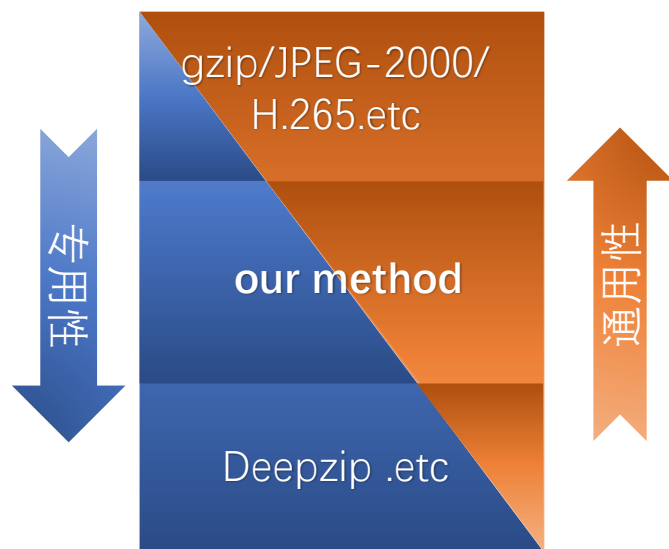 gzip/JPEG-2000/
H.265.etc
专用性
our method
通用性
Deepzip .etc